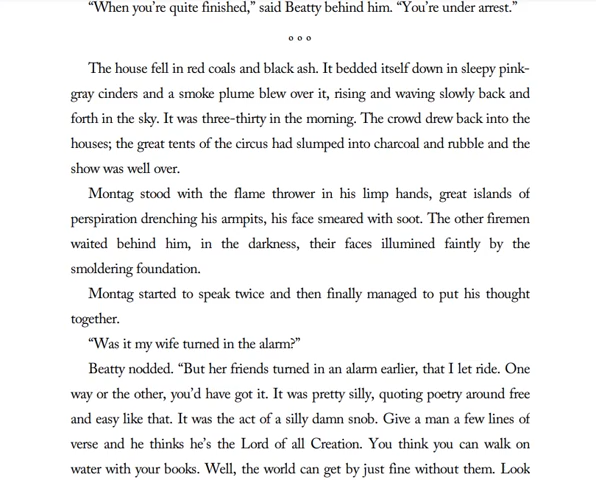 “When you’re quite finished,” said Beatty behind him. “You’re under arrest.”
o o o
The house fell in red coals and black ash. It bedded itself down in sleepy pink-
gray cinders and a smoke plume blew over it, rising and waving slowly back and
forth in the sky. It was three-thirty in the morning. The crowd drew back into the
houses; the great tents of the circus had slumped into charcoal and rubble and the
show was well over.
Montag stood with the flame thrower in his limp hands, great islands of
perspiration drenching his armpits, his face smeared with soot. The other firemen
waited behind him, in the darkness, their faces illumined faintly by the
smoldering foundation.
Montag started to speak twice and then finally managed to put his thought
together.
“Was it my wife turned in the alarm?”
Beatty nodded. “But her friends turned in an alarm earlier, that I let ride. One
way or the other, you’d have got it. It was pretty silly, quoting poetry around free
and easy like that. It was the act of a silly damn snob. Give a man a few lines of
verse and he thinks he’s the Lord of all Creation. You think you can walk on
water with your books. Well, the world can get by just fine without them. Look